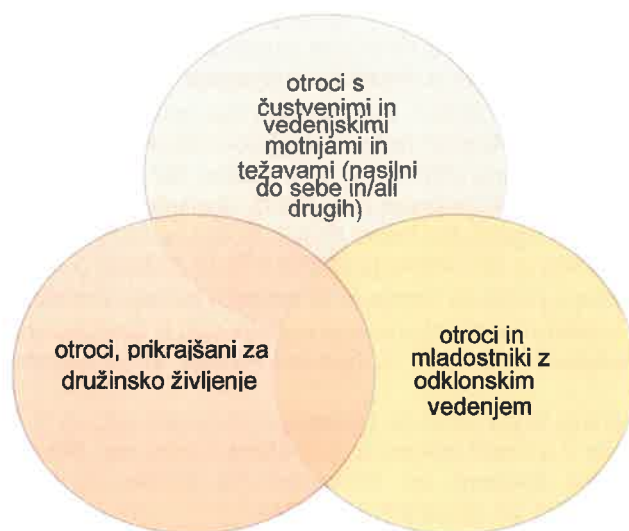 otroci s
čustvenimi in
vedenjskimi
motnjami in
težavami (nasilni
do sebe in/ali
drugih)
otroci, prikrajšani za
družinsko življenje
otroci in
mladostniki z
odklonskim
vedenjem